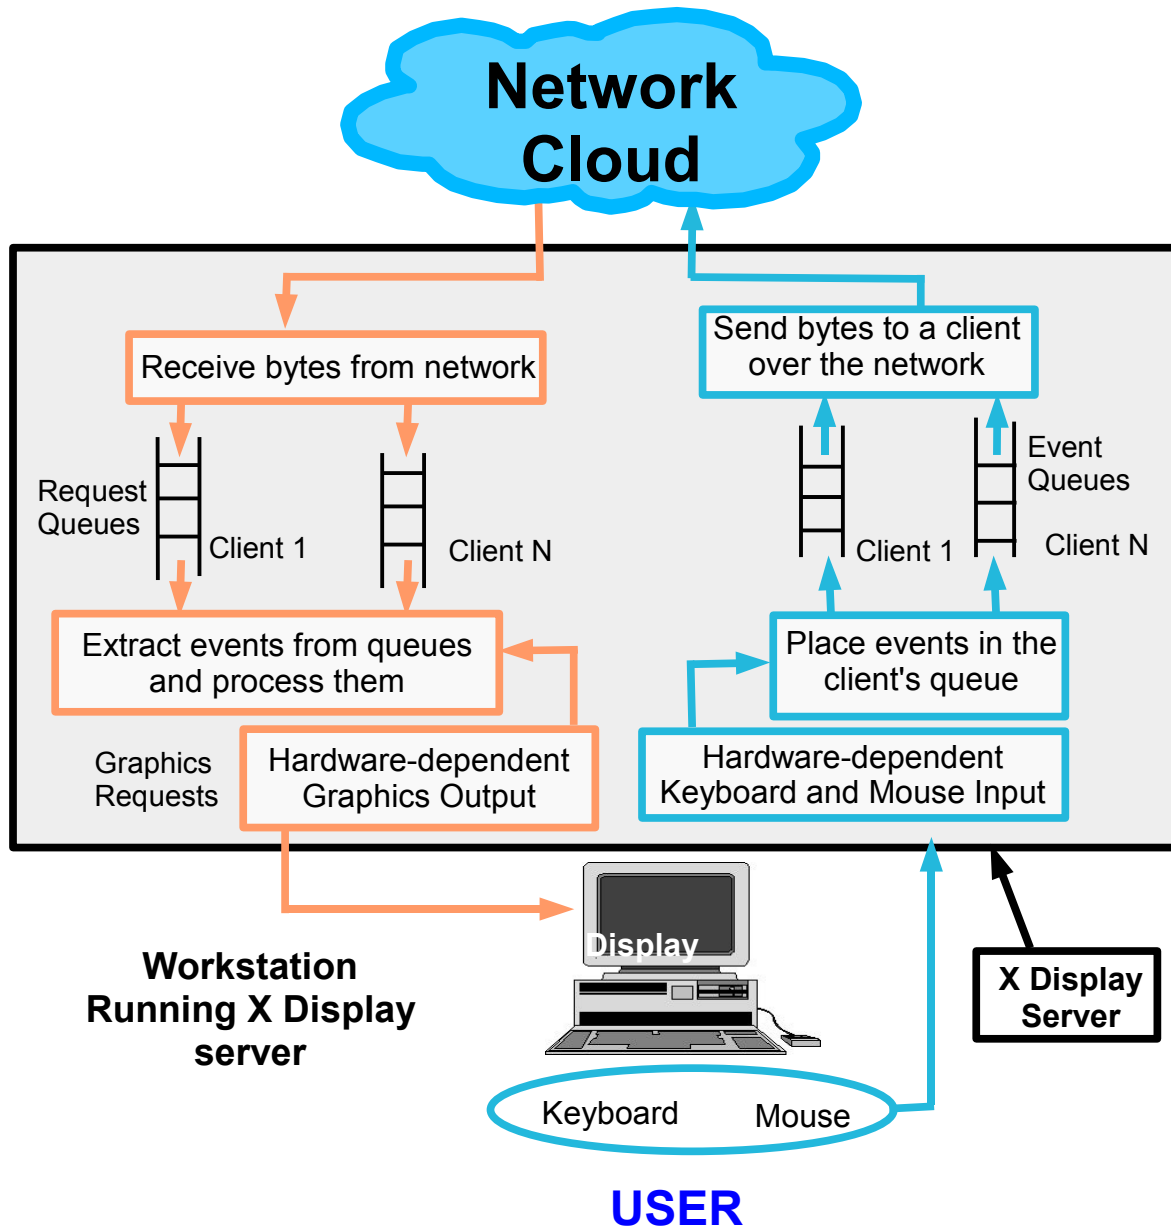 Network
Cloud
Receive bytes from network
Send bytes to a client
over the network
Request
Queues
Client 1
Client N
Event
Queues
Client 1
Client N
Extract events from queues
and process them
Place events in the
client's queue
Graphics
Requests
Hardware-dependent
Graphics Output
Hardware-dependent
Keyboard and Mouse Input
Display
Workstation
Running X Display
server
X Display
Server
Keyboard
Mouse
USER